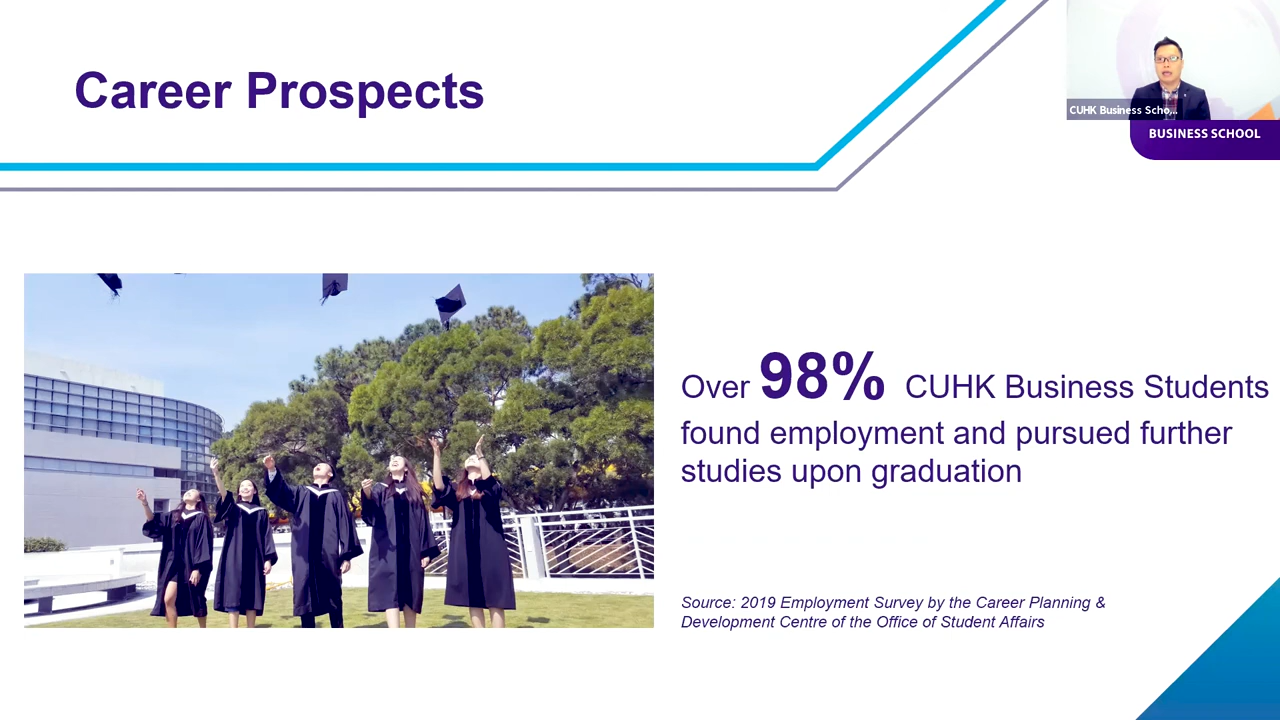 Career Prospects
CUHK Business Scho...
BUSINESS SCHOOL
Over 98% CUHK Business Students
found employment and pursued further
studies upon graduation
Source: 2019 Employment Survey by the Career Planning &
Development Centre of the Office of Student Affairs